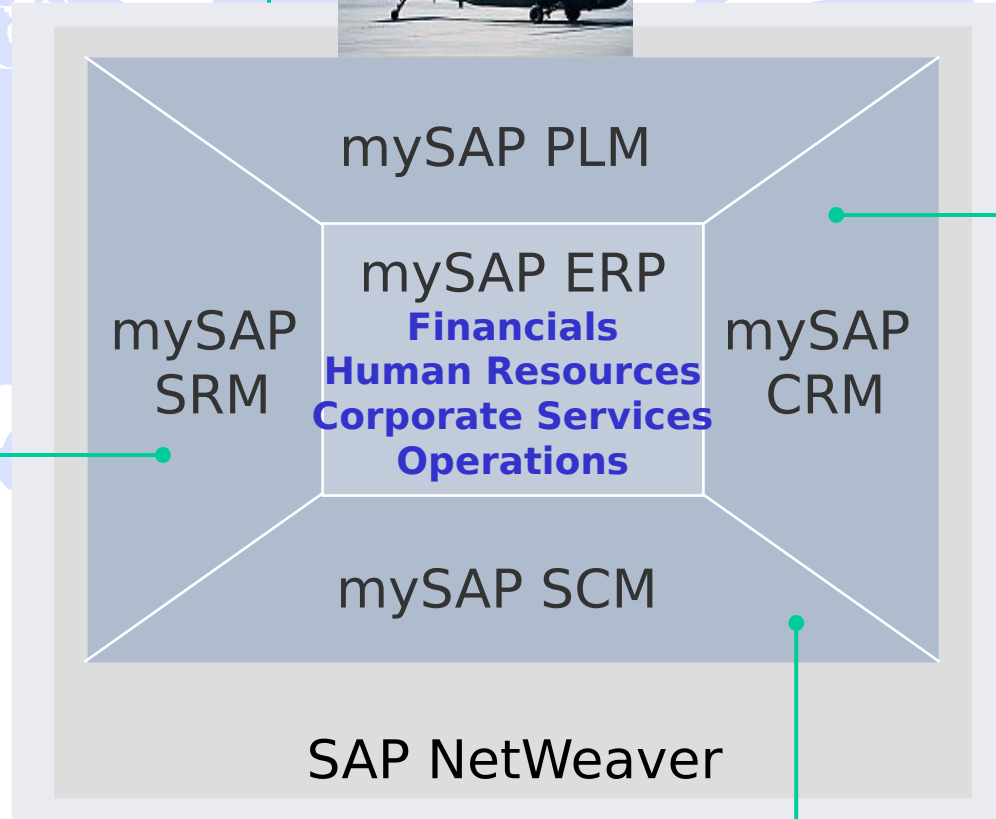 mySAP PLM
mySAP ERP
Financials
Human Resources
Corporate Services
Operations
mySAP
SRM
mySAP
CRM
mySAP SCM
SAP NetWeaver